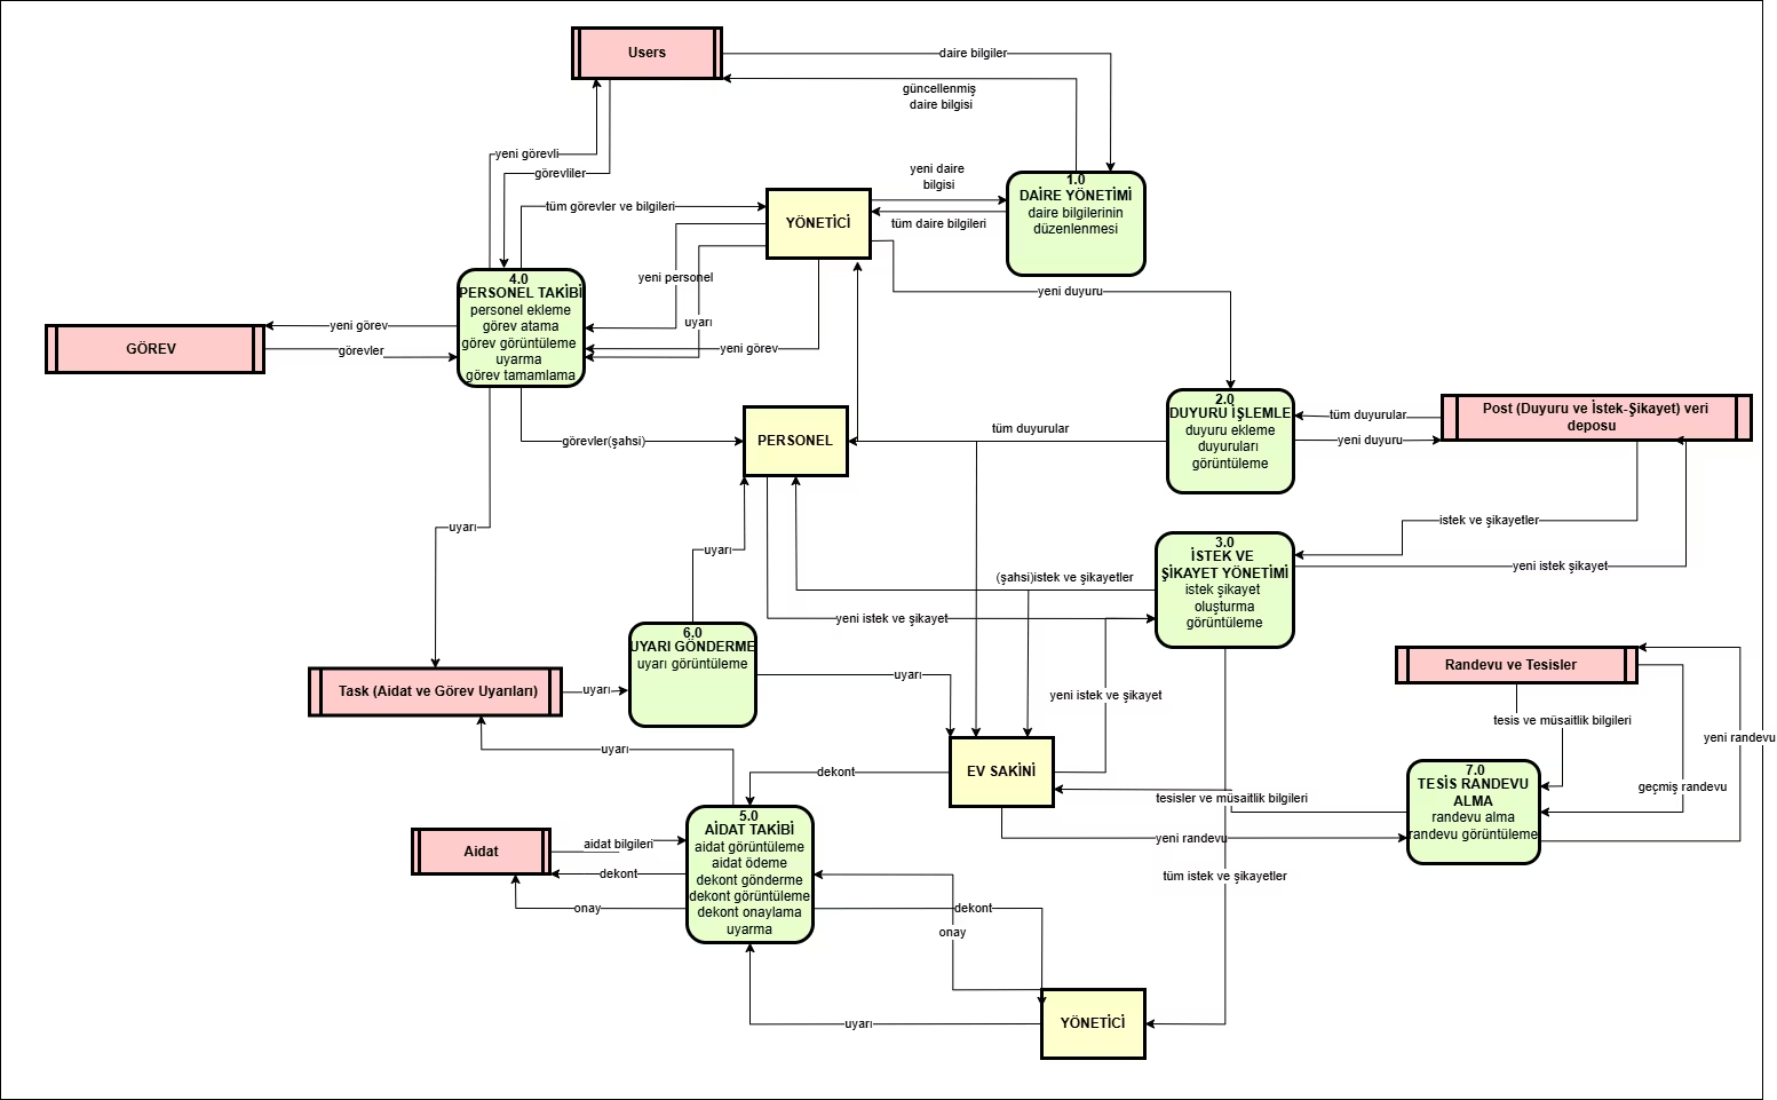 Users
daire bilgiler
güncellenmiş
daire bilgisi
yeni görevli
görevliler
yeni daire
bilgisi
1.0
DAİRE YÖNETİMİ
daire bilgilerinin
düzenlenmesi
tüm görevler ve bilgileri
YÖNETİCİ
tüm daire bilgileri
yeni personel
yeni duyuru
4.0
PERSONEL TAKİBİ
personel ekleme
görev atama
görev görüntüleme
uyarma
görev tamamlama
uyarı
yeni görev
GÖREV
görevler
yeni görev
2.0
DUYURU İŞLEMLE
duyuru ekleme
duyuruları
görüntüleme
tüm duyurular
yeni duyuru
Post (Duyuru ve İstek-Şikayet) veri
deposu
görevler(şahsi)
PERSONEL
tüm duyurular
uyarı
istek ve şikayetler
3.0
İSTEK VE
ŞİKAYET YÖNETİMİ
istek şikayet
oluşturma
görüntüleme
yeni istek şikayet
uyarı
(şahsi)istek ve şikayetler
yeni istek ve şikayet
6.0
UYARI GÖNDERME
uyarı görüntüleme
Randevu ve Tesisler
Task (Aidat ve Görev Uyarıları)
uyarı
uyarı
yeni istek ve şikayet
tesis ve müsaitlik bilgileri
yeni randevu
uyarı
dekont
EV SAKİNİ
7.0
TESİS RANDEVU
ALMA
randevu alma
randevu görüntüleme
geçmiş randevu
tesisler ve müsaitlik bilgileri
yeni randevu
5.0
AİDAT TAKİBİ
aidat görüntüleme
aidat ödeme
dekont gönderme
dekont görüntüleme
dekont onaylama
uyarma
Aidat
aidat bilgileri
dekont
onay
tüm istek ve şikayetler
dekont
onay
uyarı
YÖNETİCİ